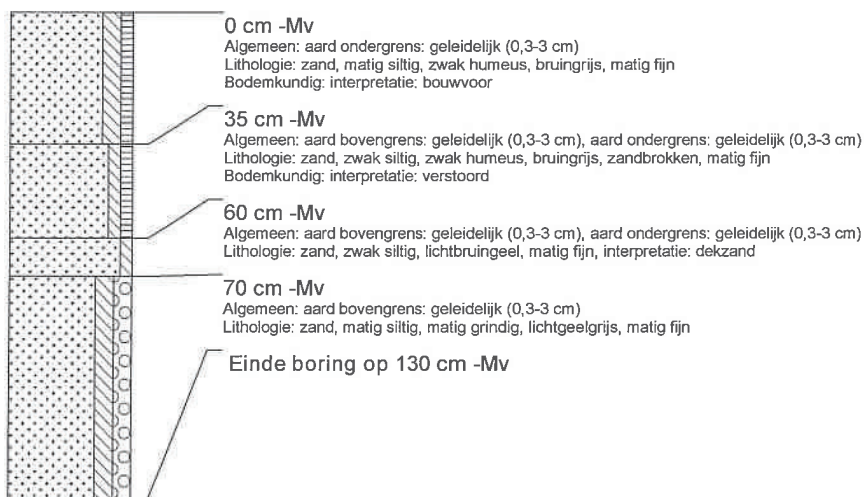 0 cm -Mv
Algemeen: aard ondergrens: geleidelijk (0,3-3 cm)
Lithologie: zand, matig siltig, zwak humeus, bruingrijs, matig fijn
Bodemkundig: interpretatie: bouwvoor
35 cm -Mv
Algemeen: aard bovengrens: geleidelijk (0,3-3 cm), aard ondergrens: geleidelijk (0,3-3 cm)
Lithologie: zand, zwak siltig, zwak humeus, bruingrijs, zandbrokken, matig fijn
Bodemkundig: interpretatie: verstoord
60 cm -Mv
Algemeen: aard bovengrens: geleidelijk (0,3-3 cm), aard ondergrens: geleidelijk (0,3-3 cm)
Lithologie: zand, zwak siltig, lichtbruingeel, matig fijn, interpretatie: dekzand
70 cm -Mv
Algemeen: aard bovengrens: geleidelijk (0,3-3 cm)
Lithologie: zand, matig siltig, matig grindig, lichtgeelgrijs, matig fijn
Einde boring op 130 cm -Mv